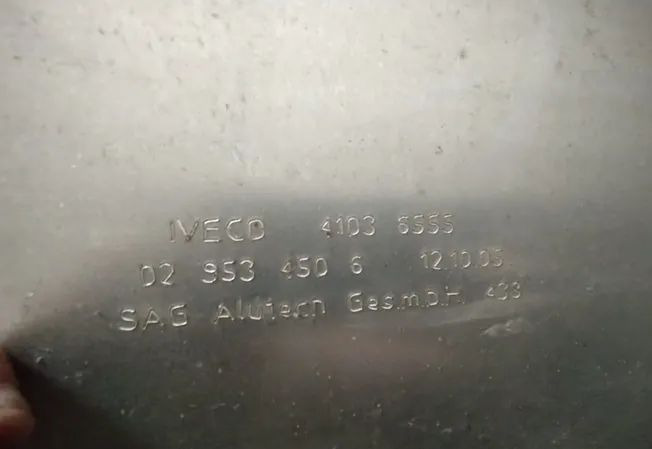 IVECO 4103 6555
02 953 450 6 12.10.05
SAG Alutech Ges.m.b.H. 433